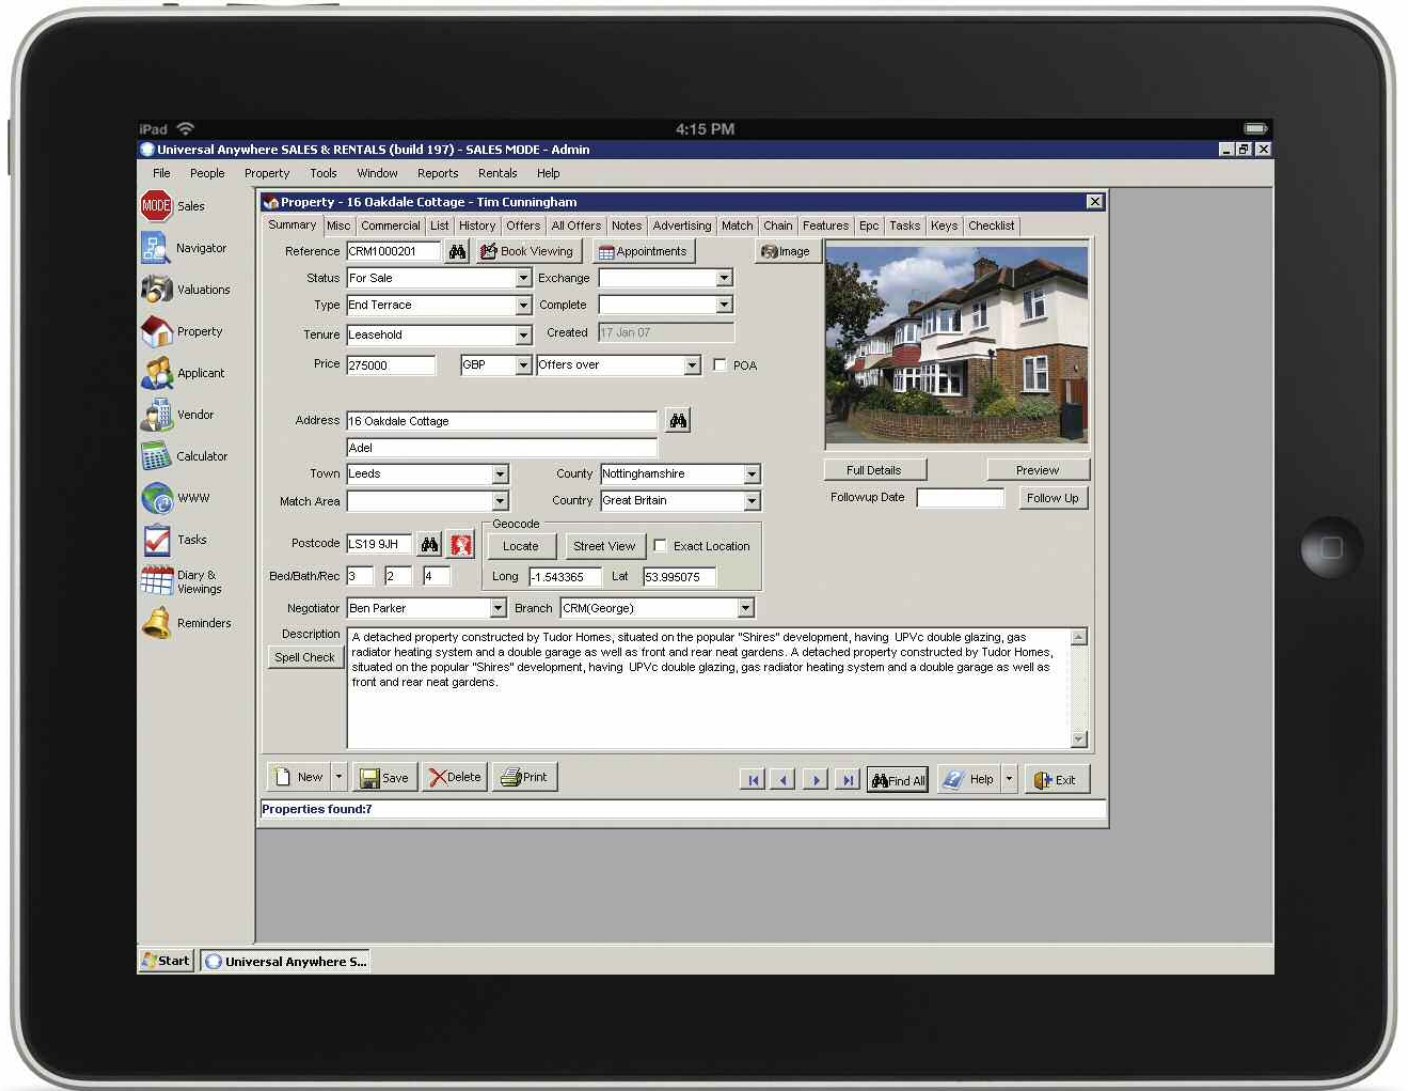 iPad 4:15 PM
Universal Anywhere SALES & RENTALS (build 197) - SALES MODE - Admin
File People Property Tools Window Reports Rentals Help
MODE Sales
Navigator
Valuations
Property
Applicant
Vendor
Calculator
WWW
Tasks
Diary &
Viewings
Reminders
Property - 16 Oakdale Cottage - Tim Cunningham
Summary Misc Commercial List History Offers All Offers Notes Advertising Match Chain Features Epc Tasks Keys Checklist
Reference CRM1000201 Book Viewing Appointments Image
Status For Sale Exchange
Type End Terrace Complete
Tenure Leasehold Created 17 Jan 07
Price 275000 GBP Offers over POA
Address 16 Oakdale Cottage
Adel
Town Leeds County Nottinghamshire
Match Area Country Great Britain
Full Details Preview
Followup Date Follow Up
Geocode
Postcode LS19 9JH Locate Street View Exact Location
Bed/Bath/Rec 3 2 4 Long -1.543365 Lat 53.995075
Negotiator Ben Parker Branch CRM(George)
Description
Spell Check
A detached property constructed by Tudor Homes, situated on the popular "Shires" development, having UPVc double glazing, gas
radiator heating system and a double garage as well as front and rear neat gardens. A detached property constructed by Tudor Homes,
situated on the popular "Shires" development, having UPVc double glazing, gas radiator heating system and a double garage as well as
front and rear neat gardens.
New Save Delete Print Find All Help Exit
Properties found:7
Start Universal Anywhere S...